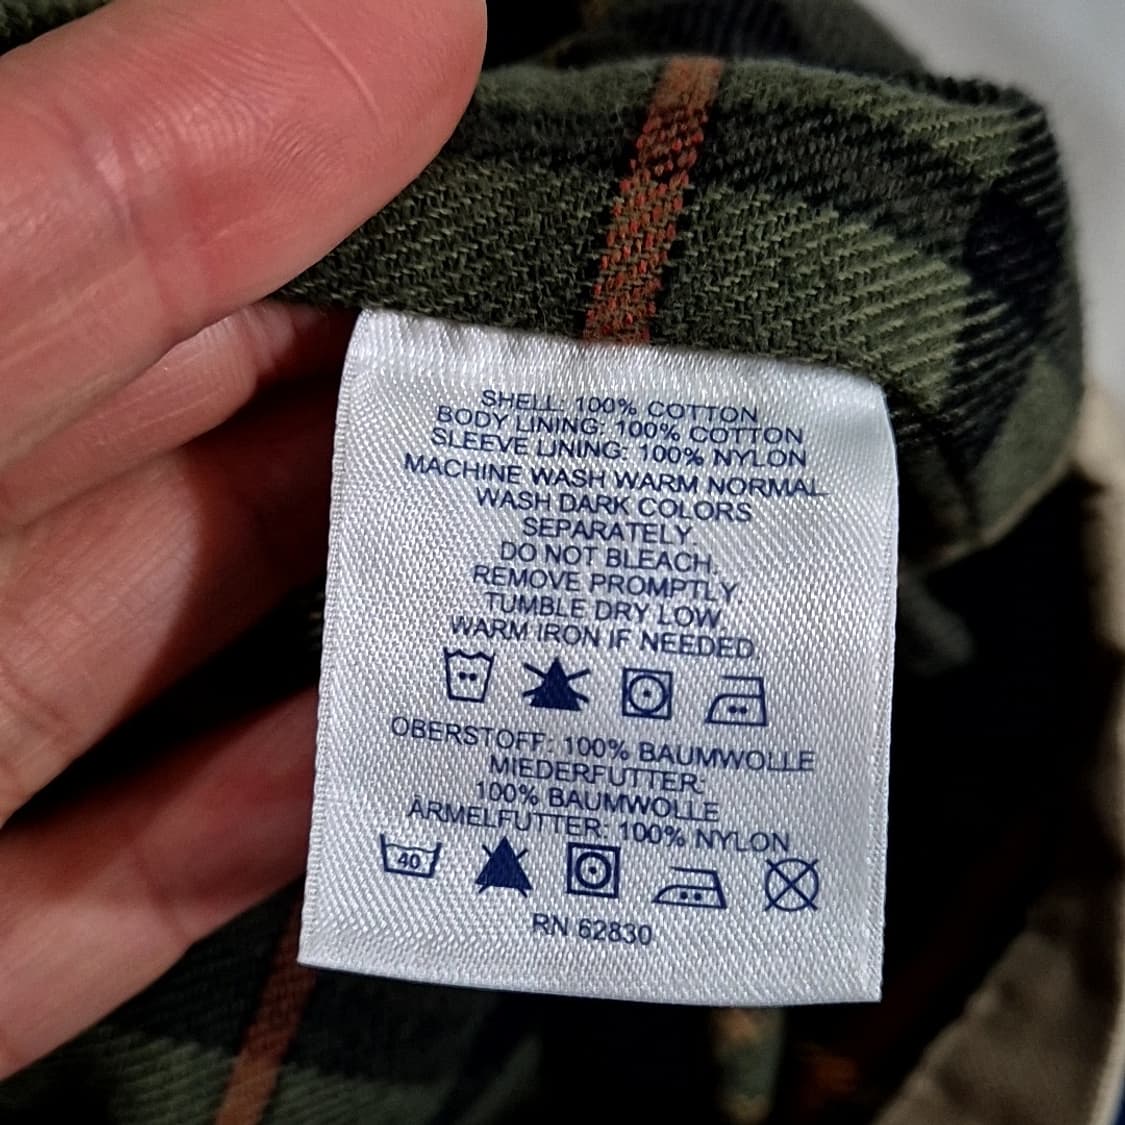 SHELL: 100% COTTON
BODY LINING: 100% COTTON
SLEEVE LINING: 100% NYLON
MACHINE WASH WARM NORMAL
WASH DARK COLORS
SEPARATELY.
DO NOT BLEACH.
REMOVE PROMPTLY.
TUMBLE DRY LOW
WARM IRON IF NEEDED.
OBERSTOFF: 100% BAUMWOLLE
MIEDERFUTTER:
100% BAUMWOLLE
ÄRMELFUTTER: 100% NYLON
40
RN 62830